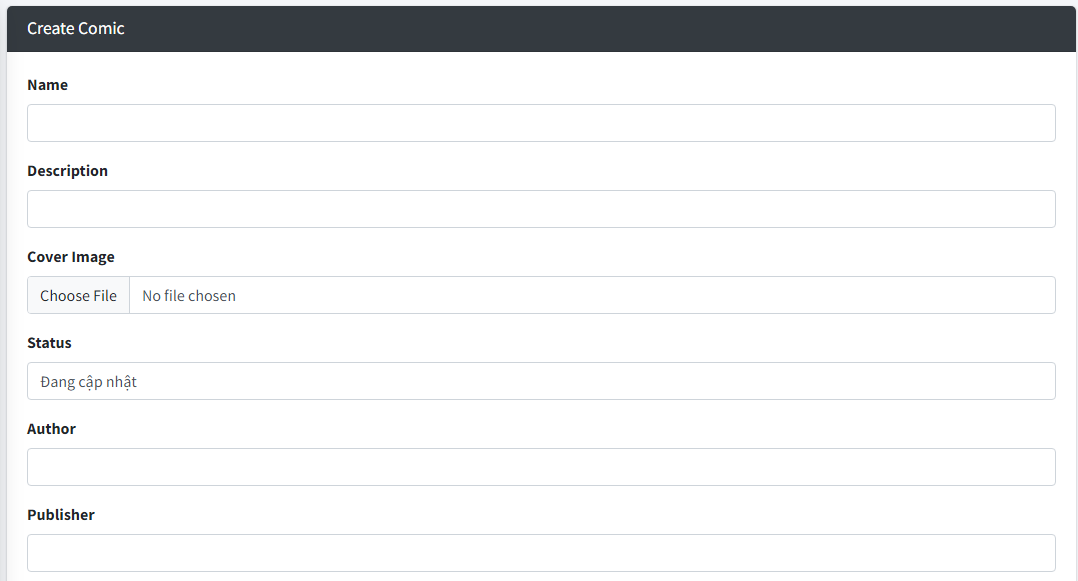 Create Comic
Name
Description
Cover Image
Choose File No file chosen
Status
Đang cập nhật
Author
Publisher